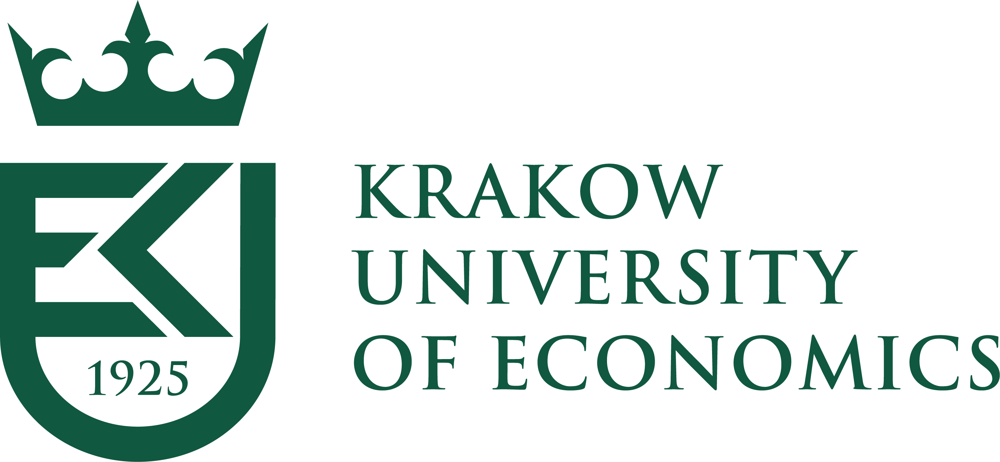 1925
KRAKOW
UNIVERSITY
OF ECONOMICS